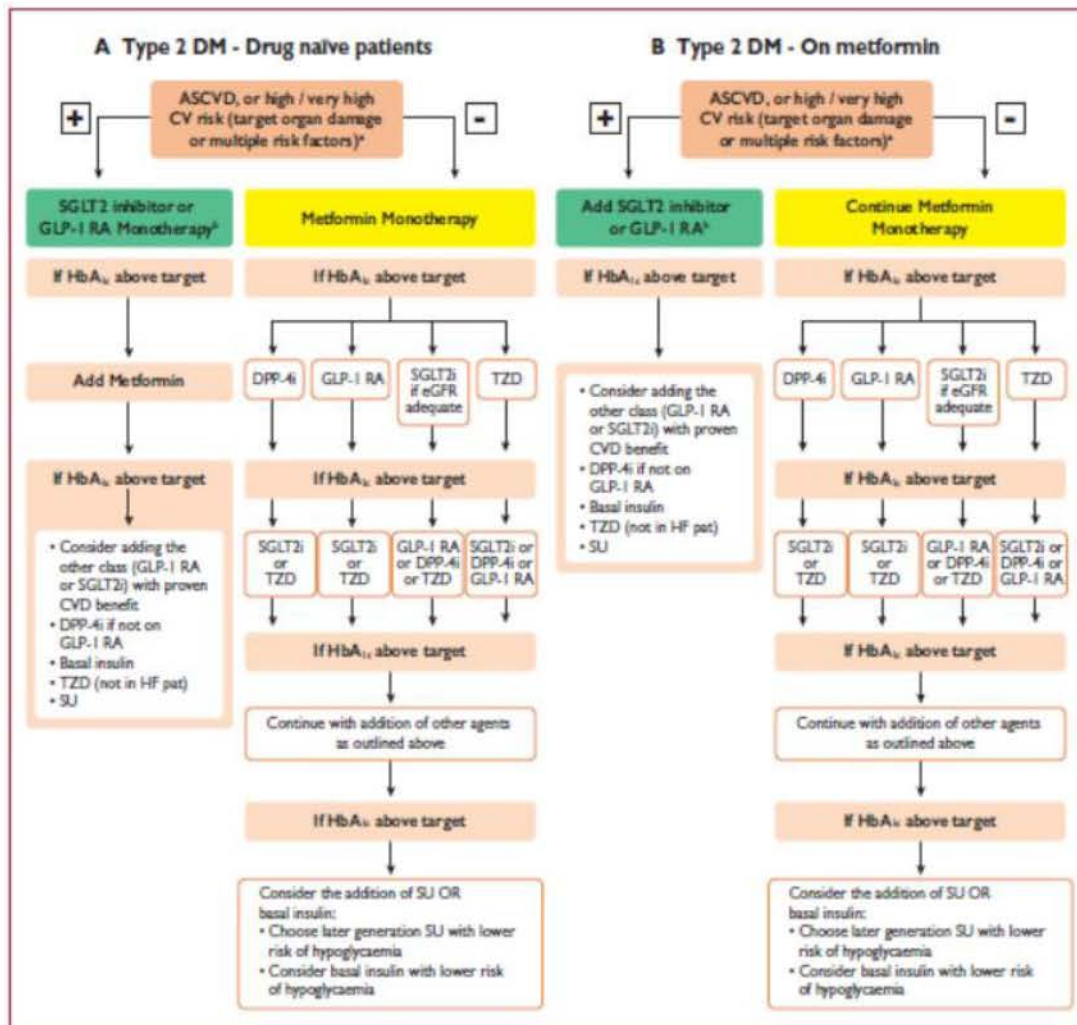 A Type 2 DM - Drug naïve patients
+
ASCVD, or high / very high
CV risk (target organ damage
or multiple risk factors)ᵃ
-
SGLT2 inhibitor or
GLP-1 RA Monotherapyᵇ
Metformin Monotherapy
If HbA₁c above target
If HbA₁c above target
Add Metformin
DPP-4i
GLP-1 RA
SGLT2i
if eGFR
adequate
TZD
If HbA₁c above target
If HbA₁c above target
• Consider adding the
other class (GLP-1 RA
or SGLT2i) with proven
CVD benefit
• DPP-4i if not on
GLP-1 RA
• Basal insulin
• TZD (not in HF pat)
• SU
SGLT2i
or
TZD
SGLT2i
or
TZD
GLP-1 RA
or DPP-4i
or TZD
SGLT2i or
DPP-4i or
GLP-1 RA
If HbA₁c above target
Continue with addition of other agents
as outlined above
If HbA₁c above target
Consider the addition of SU OR
basal insulin:
• Choose later generation SU with lower
risk of hypoglycaemia
• Consider basal insulin with lower risk
of hypoglycaemia
B Type 2 DM - On metformin
+
ASCVD, or high / very high
CV risk (target organ damage
or multiple risk factors)ᵃ
-
Add SGLT2 inhibitor
or GLP-1 RAᵇ
Continue Metformin
Monotherapy
If HbA₁c above target
If HbA₁c above target
• Consider adding the
other class (GLP-1 RA
or SGLT2i) with proven
CVD benefit
• DPP-4i if not on
GLP-1 RA
• Basal insulin
• TZD (not in HF pat)
• SU
DPP-4i
GLP-1 RA
SGLT2i
if eGFR
adequate
TZD
If HbA₁c above target
SGLT2i
or
TZD
SGLT2i
or
TZD
GLP-1 RA
or DPP-4i
or TZD
SGLT2i or
DPP-4i or
GLP-1 RA
If HbA₁c above target
Continue with addition of other agents
as outlined above
If HbA₁c above target
Consider the addition of SU OR
basal insulin:
• Choose later generation SU with lower
risk of hypoglycaemia
• Consider basal insulin with lower risk
of hypoglycaemia